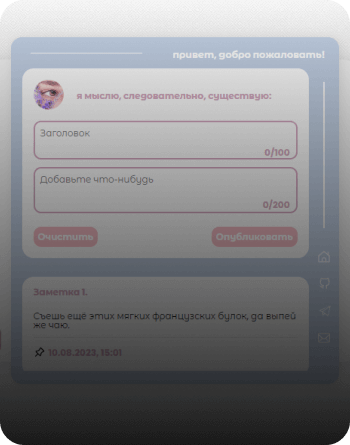 привет, добро пожаловать!
я мыслю, следовательно, существую:
Заголовок
0/100
Добавьте что-нибудь
0/200
Очистить
Опубликовать
Заметка 1.
Съешь ещё этих мягких французских булок, да выпей
же чаю.
10.08.2023, 15:01